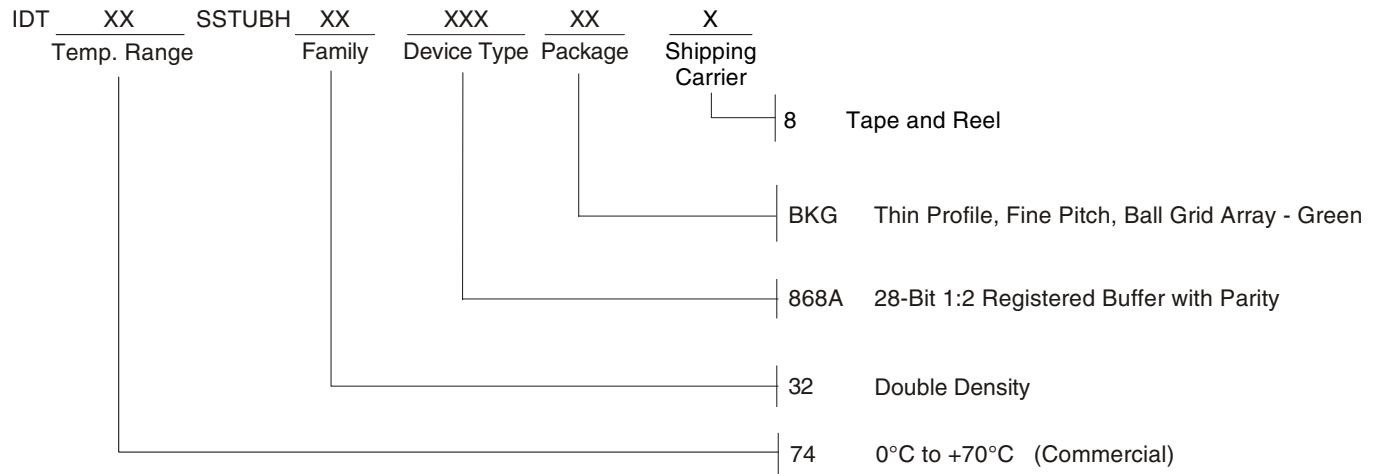 IDT XX SSTUBH XX XXX XX X
Temp. Range Family Device Type Package Shipping Carrier
8 Tape and Reel
BKG Thin Profile, Fine Pitch, Ball Grid Array - Green
868A 28-Bit 1:2 Registered Buffer with Parity
32 Double Density
74 0°C to +70°C (Commercial)